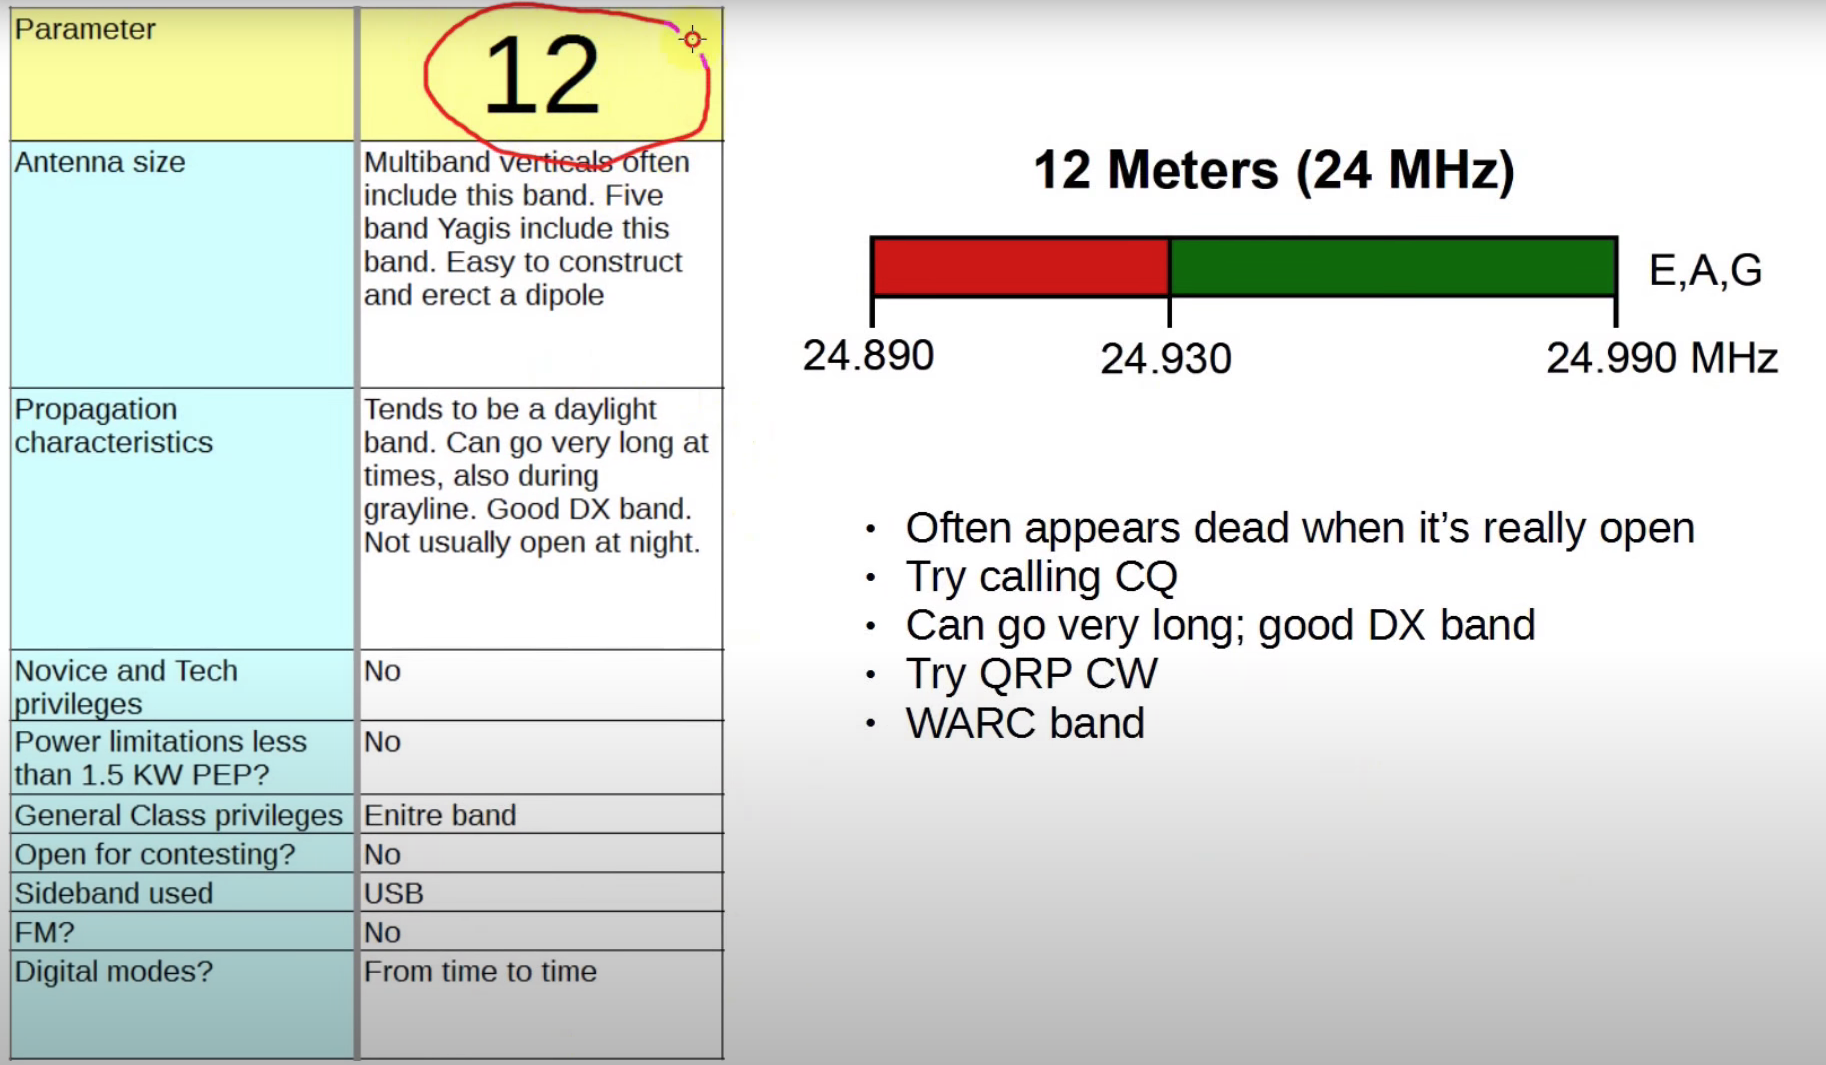 Parameter
12
Antenna size
Multiband verticals often
include this band. Five
band Yagis include this
band. Easy to construct
and erect a dipole
Propagation
characteristics
Tends to be a daylight
band. Can go very long at
times, also during
grayline. Good DX band.
Not usually open at night.
Novice and Tech
privileges
No
Power limitations less
than 1.5 KW PEP?
No
General Class privileges
Enitre band
Open for contesting?
No
Sideband used
USB
FM?
No
Digital modes?
From time to time
12 Meters (24 MHz)
E,A,G
24.890
24.930
24.990 MHz
• Often appears dead when it’s really open
• Try calling CQ
• Can go very long; good DX band
• Try QRP CW
• WARC band